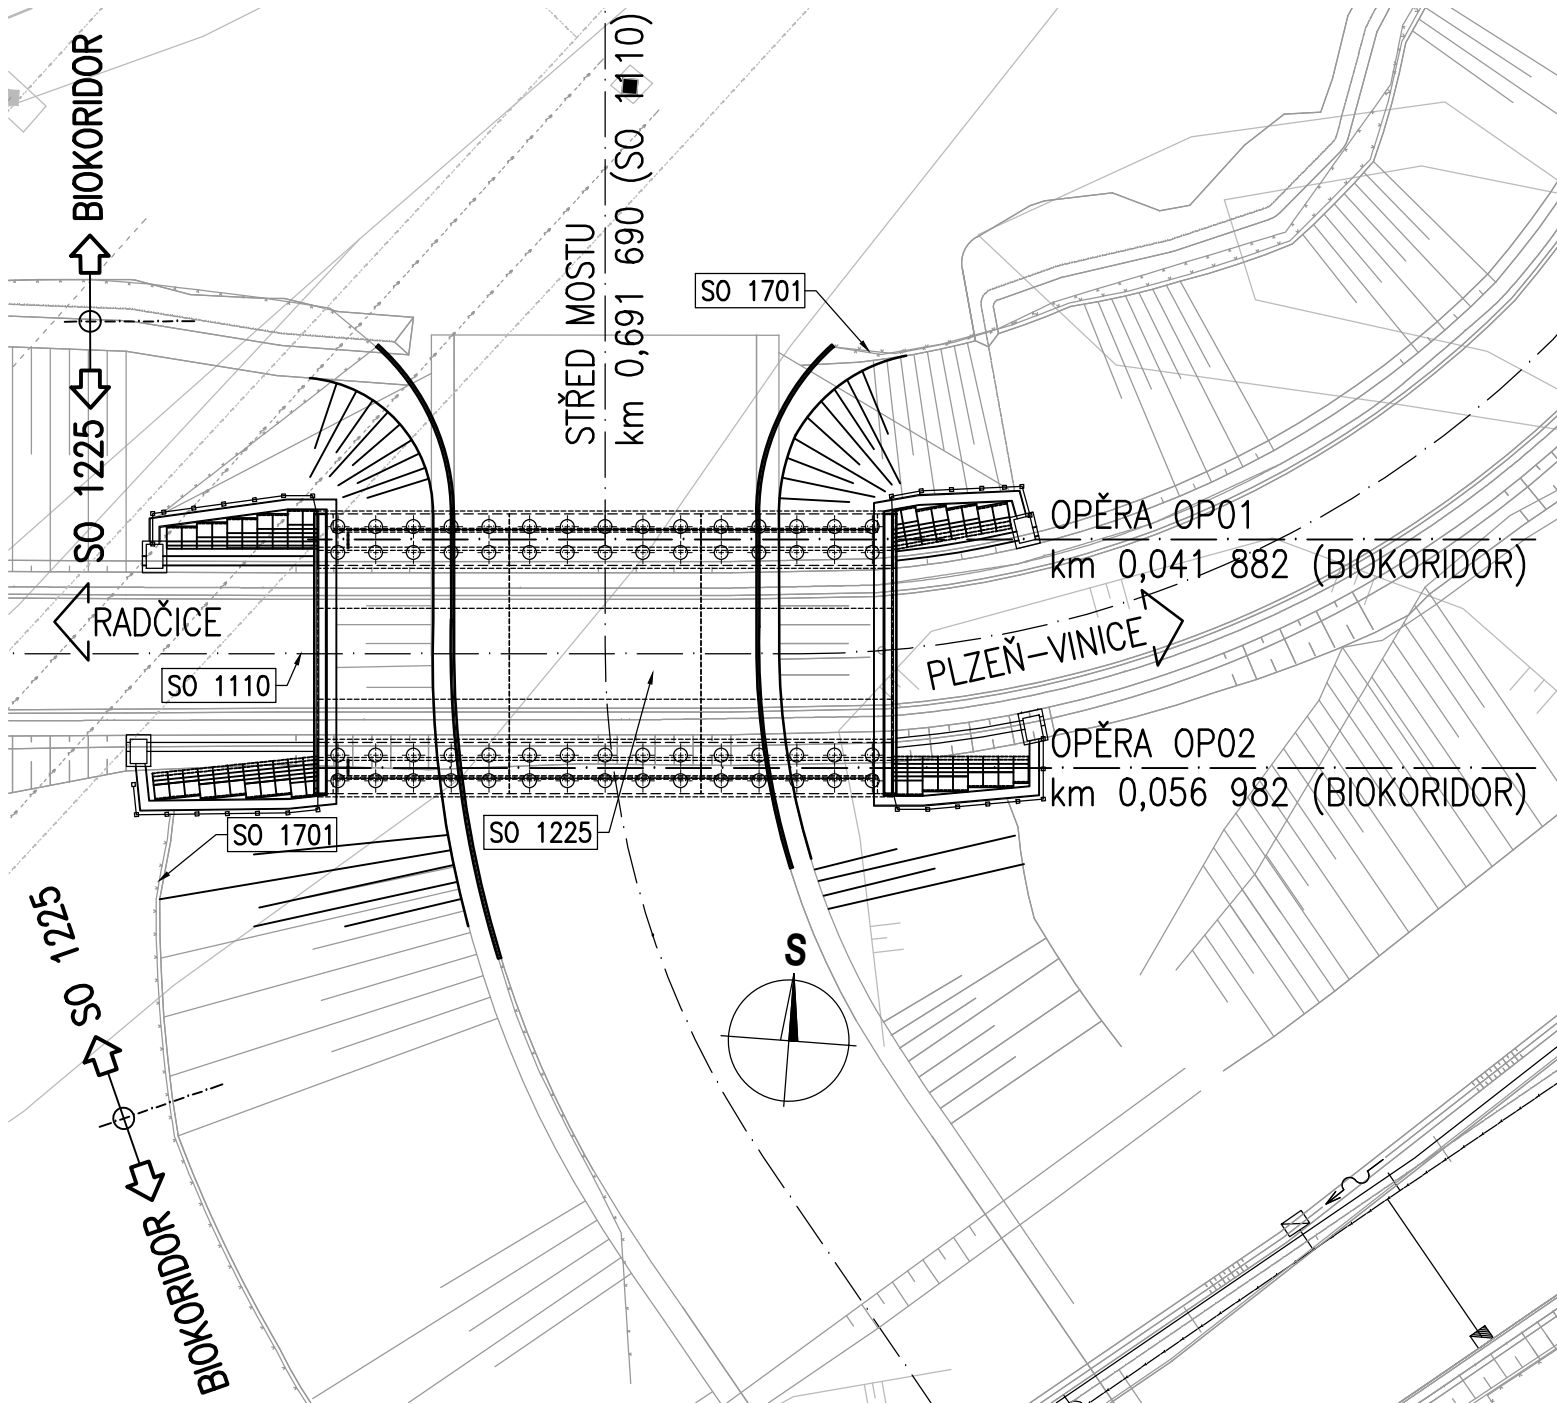 BIOKORIDOR
SO 1225
STŘED MOSTU
km 0,691 690 (SO 1110)
SO 1701
OPĚRA OP01
km 0,041 882 (BIOKORIDOR)
RADČICE
PLZEŇ-VINICE
SO 1110
OPĚRA OP02
km 0,056 982 (BIOKORIDOR)
SO 1701
SO 1225
SO 1225
BIOKORIDOR
S